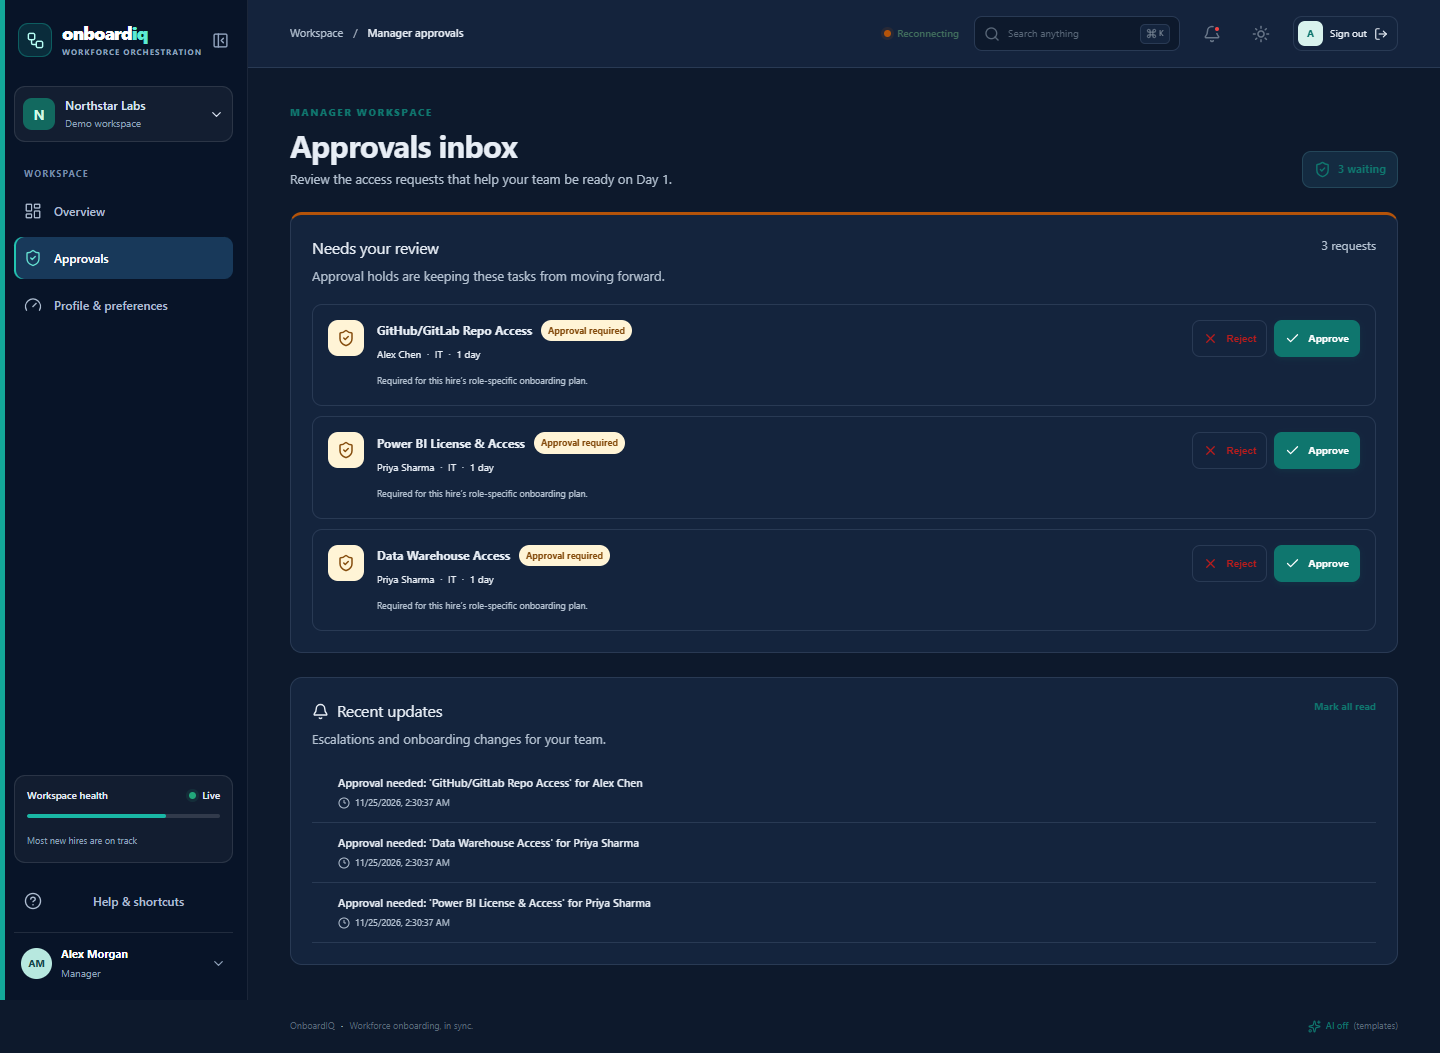 onboardiq
WORKFORCE ORCHESTRATION
N
Northstar Labs
Demo workspace
WORKSPACE
Overview
Approvals
Profile & preferences
Workspace health
Live
Most new hires are on track
Help & shortcuts
AM
Alex Morgan
Manager
Workspace / Manager approvals
Reconnecting
Search anything
⌘ K
A
Sign out
MANAGER WORKSPACE
Approvals inbox
Review the access requests that help your team be ready on Day 1.
3 waiting
Needs your review
3 requests
Approval holds are keeping these tasks from moving forward.
GitHub/GitLab Repo Access
Approval required
Alex Chen · IT · 1 day
Required for this hire's role-specific onboarding plan.
Reject
Approve
Power BI License & Access
Approval required
Priya Sharma · IT · 1 day
Required for this hire's role-specific onboarding plan.
Reject
Approve
Data Warehouse Access
Approval required
Priya Sharma · IT · 1 day
Required for this hire's role-specific onboarding plan.
Reject
Approve
Recent updates
Mark all read
Escalations and onboarding changes for your team.
Approval needed: 'GitHub/GitLab Repo Access' for Alex Chen
11/25/2026, 2:30:37 AM
Approval needed: 'Data Warehouse Access' for Priya Sharma
11/25/2026, 2:30:37 AM
Approval needed: 'Power BI License & Access' for Priya Sharma
11/25/2026, 2:30:37 AM
OnboardIQ · Workforce onboarding, in sync.
AI off (templates)